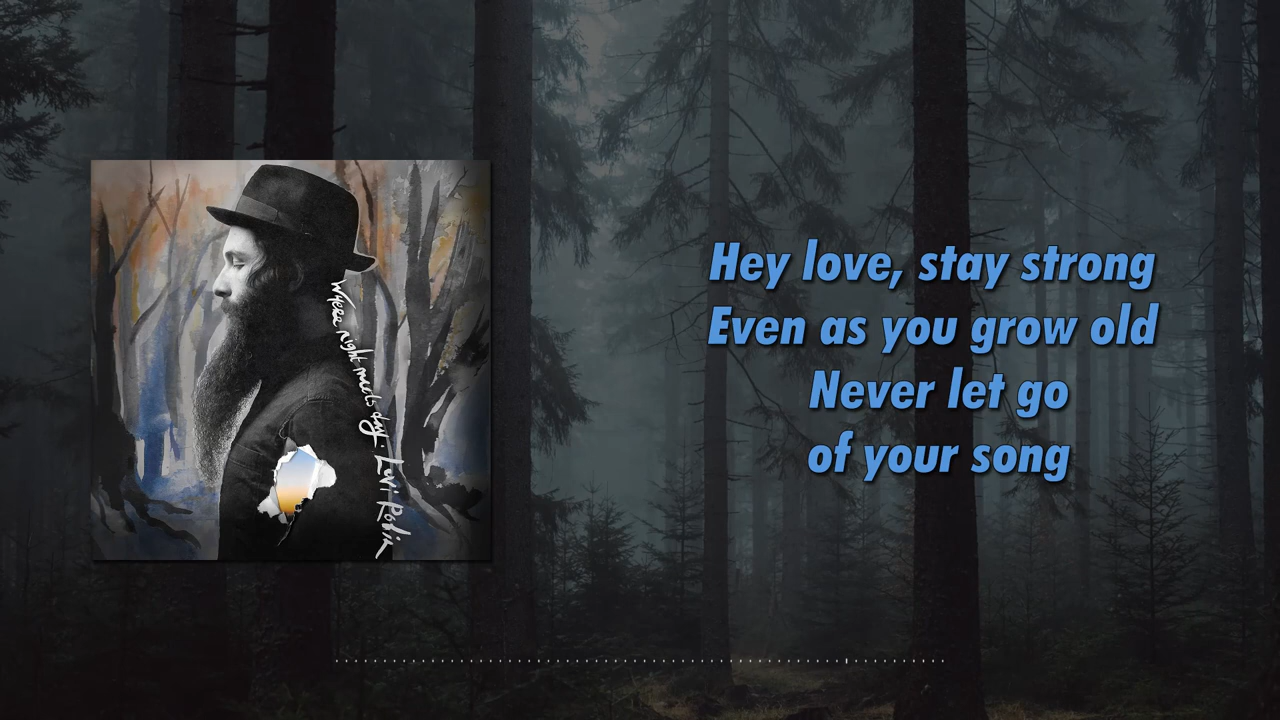 Where night meets day. Levi Robin
Hey love, stay strong
Even as you grow old
Never let go
of your song